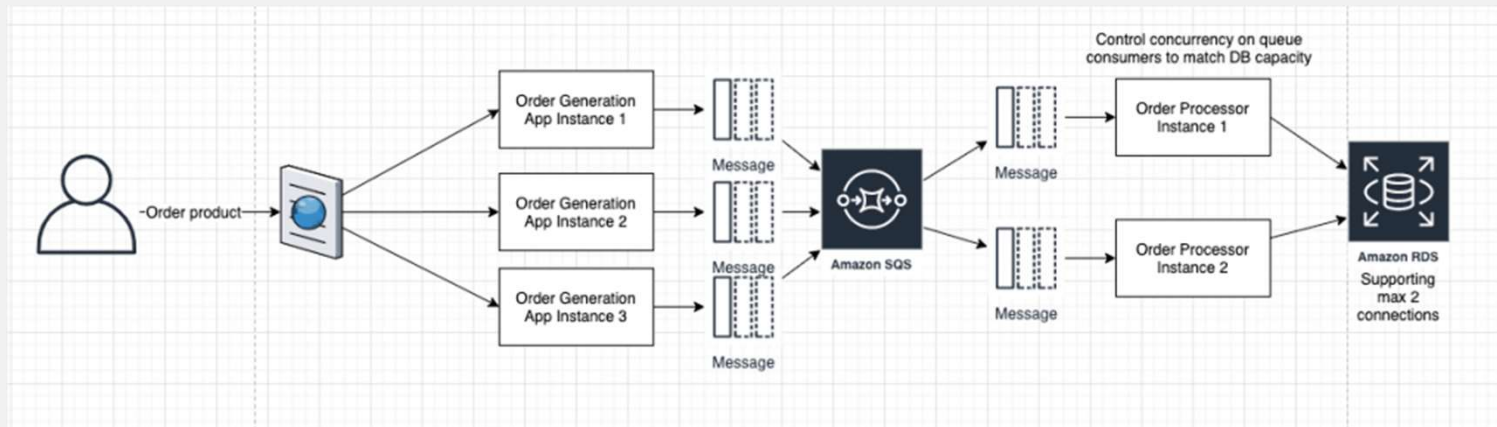 Order product
Order Generation
App Instance 1
Message
Order Generation
App Instance 2
Message
Order Generation
App Instance 3
Message
Amazon SQS
Message
Message
Control concurrency on queue
consumers to match DB capacity
Order Processor
Instance 1
Order Processor
Instance 2
Amazon RDS
Supporting
max 2
connections